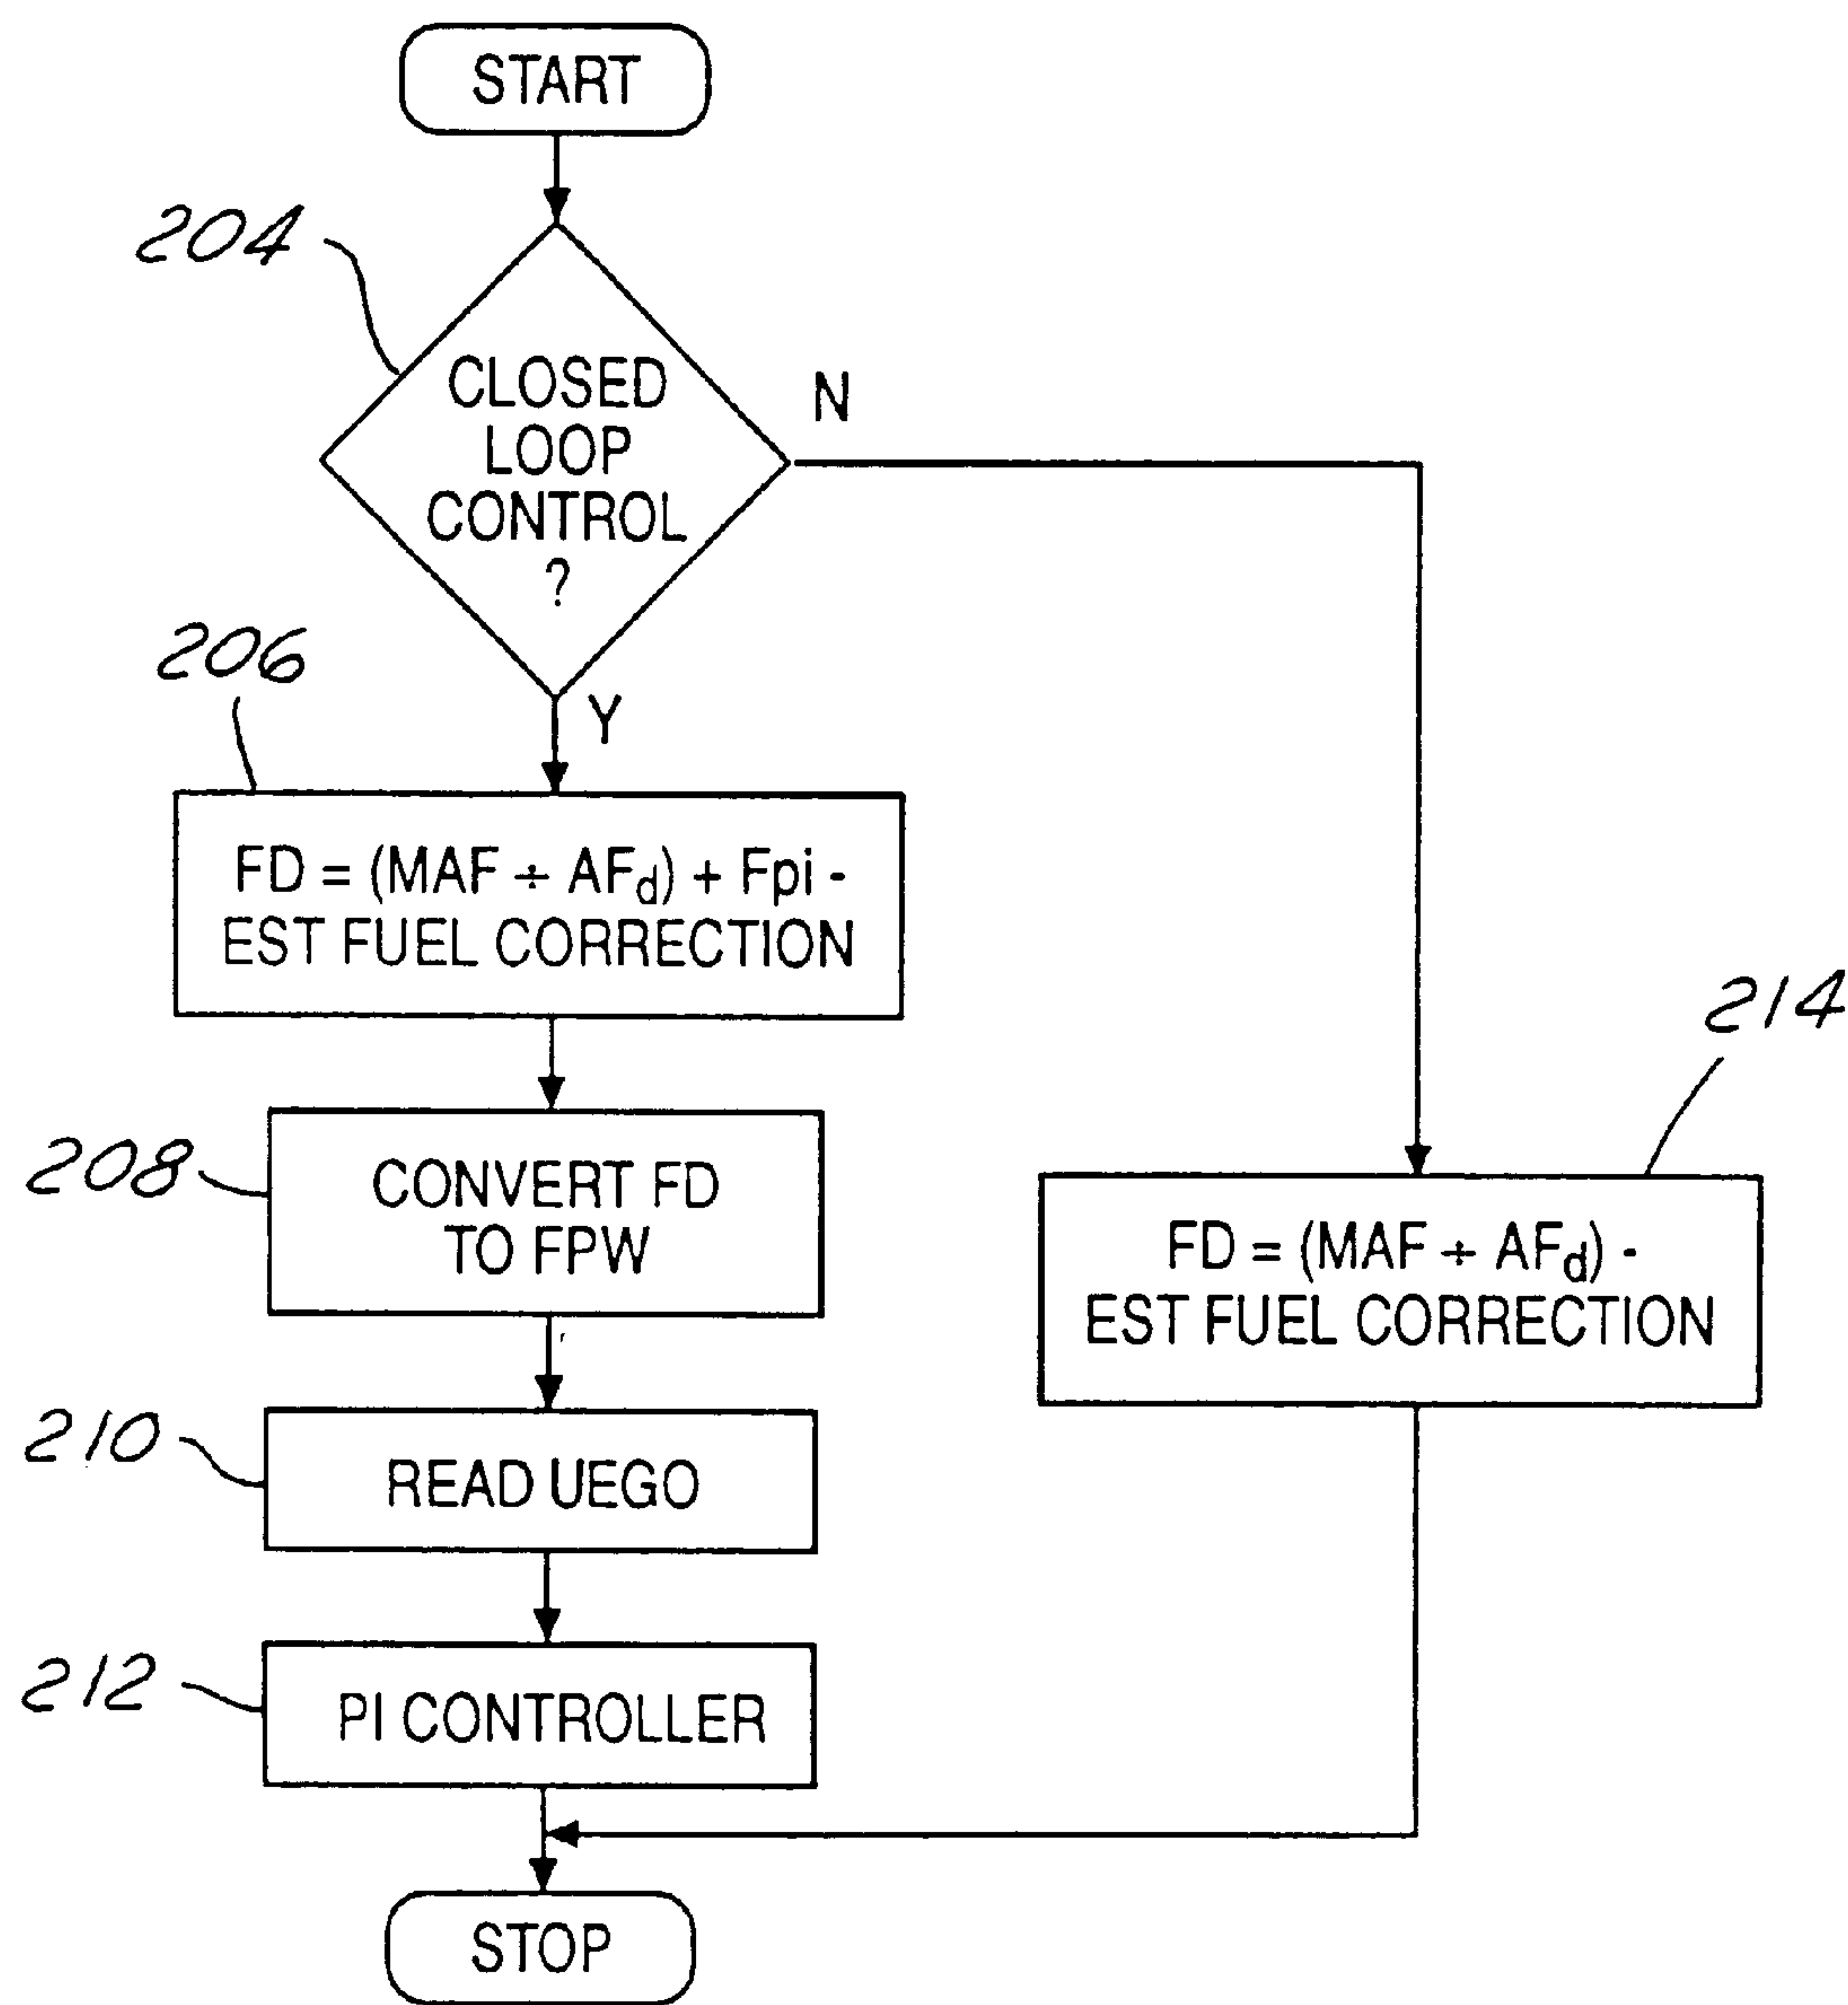 START
204
CLOSED
LOOP
CONTROL
?
N
Y
206
FD = (MAF ÷ AFd) + Fpi -
EST FUEL CORRECTION
208
CONVERT FD
TO FPW
214
FD = (MAF ÷ AFd) -
EST FUEL CORRECTION
210
READ UEGO
212
PI CONTROLLER
STOP